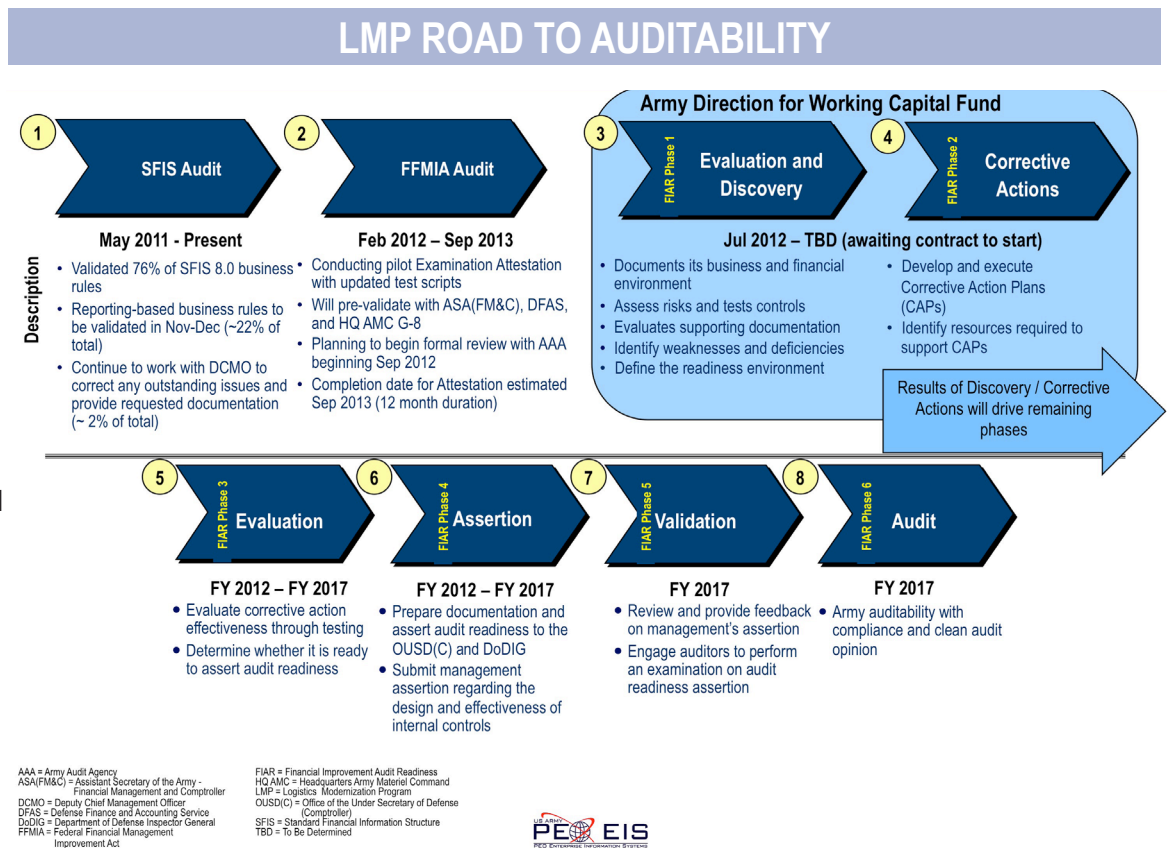 LMP ROAD TO AUDITABILITY
Army Direction for Working Capital Fund
1
SFIS Audit
2
FFMIA Audit
3
FIAR Phase 1
Evaluation and
Discovery
4
FIAR Phase 2
Corrective
Actions
Description
May 2011 - Present
• Validated 76% of SFIS 8.0 business
rules
• Reporting-based business rules to
be validated in Nov-Dec (~22% of
total)
• Continue to work with DCMO to
correct any outstanding issues and
provide requested documentation
(~ 2% of total)
Feb 2012 – Sep 2013
• Conducting pilot Examination Attestation
with updated test scripts
• Will pre-validate with ASA(FM&C), DFAS,
and HQ AMC G-8
• Planning to begin formal review with AAA
beginning Sep 2012
• Completion date for Attestation estimated
Sep 2013 (12 month duration)
Jul 2012 – TBD (awaiting contract to start)
• Documents its business and financial
environment
• Assess risks and tests controls
• Evaluates supporting documentation
• Identify weaknesses and deficiencies
• Define the readiness environment
• Develop and execute
Corrective Action Plans
(CAPs)
• Identify resources required to
support CAPs
Results of Discovery / Corrective
Actions will drive remaining
phases
5
FIAR Phase 3
Evaluation
6
FIAR Phase 4
Assertion
7
FIAR Phase 5
Validation
8
FIAR Phase 6
Audit
FY 2012 – FY 2017
• Evaluate corrective action
effectiveness through testing
• Determine whether it is ready
to assert audit readiness
FY 2012 – FY 2017
• Prepare documentation and
assert audit readiness to the
OUSD(C) and DoDIG
• Submit management
assertion regarding the
design and effectiveness of
internal controls
FY 2017
• Review and provide feedback
on management's assertion
• Engage auditors to perform
an examination on audit
readiness assertion
FY 2017
• Army auditability with
compliance and clean audit
opinion
AAA = Army Audit Agency
ASA(FM&C) = Assistant Secretary of the Army -
Financial Management and Comptroller
DCMO = Deputy Chief Management Officer
DFAS = Defense Finance and Accounting Service
DoDIG = Department of Defense Inspector General
FFMIA = Federal Financial Management
Improvement Act
FIAR = Financial Improvement Audit Readiness
HQ AMC = Headquarters Army Materiel Command
LMP = Logistics Modernization Program
OUSD(C) = Office of the Under Secretary of Defense
(Comptroller)
SFIS = Standard Financial Information Structure
TBD = To Be Determined
US ARMY
PEO EIS
PEO ENTERPRISE INFORMATION SYSTEMS